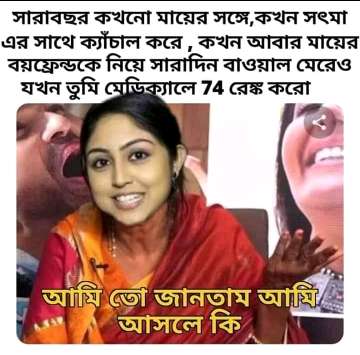 সারাবছর কখনো মায়ের সঙ্গে,কখন সৎমা
এর সাথে ক্যাঁচাল করে , কখন আবার মায়ের
বয়ফ্রেন্ডকে নিয়ে সারাদিন বাওয়াল মেরেও
যখন তুমি মেডিক্যালে 74 রেঙ্ক করো
আমি তো জানতাম আমি
আসলে কি